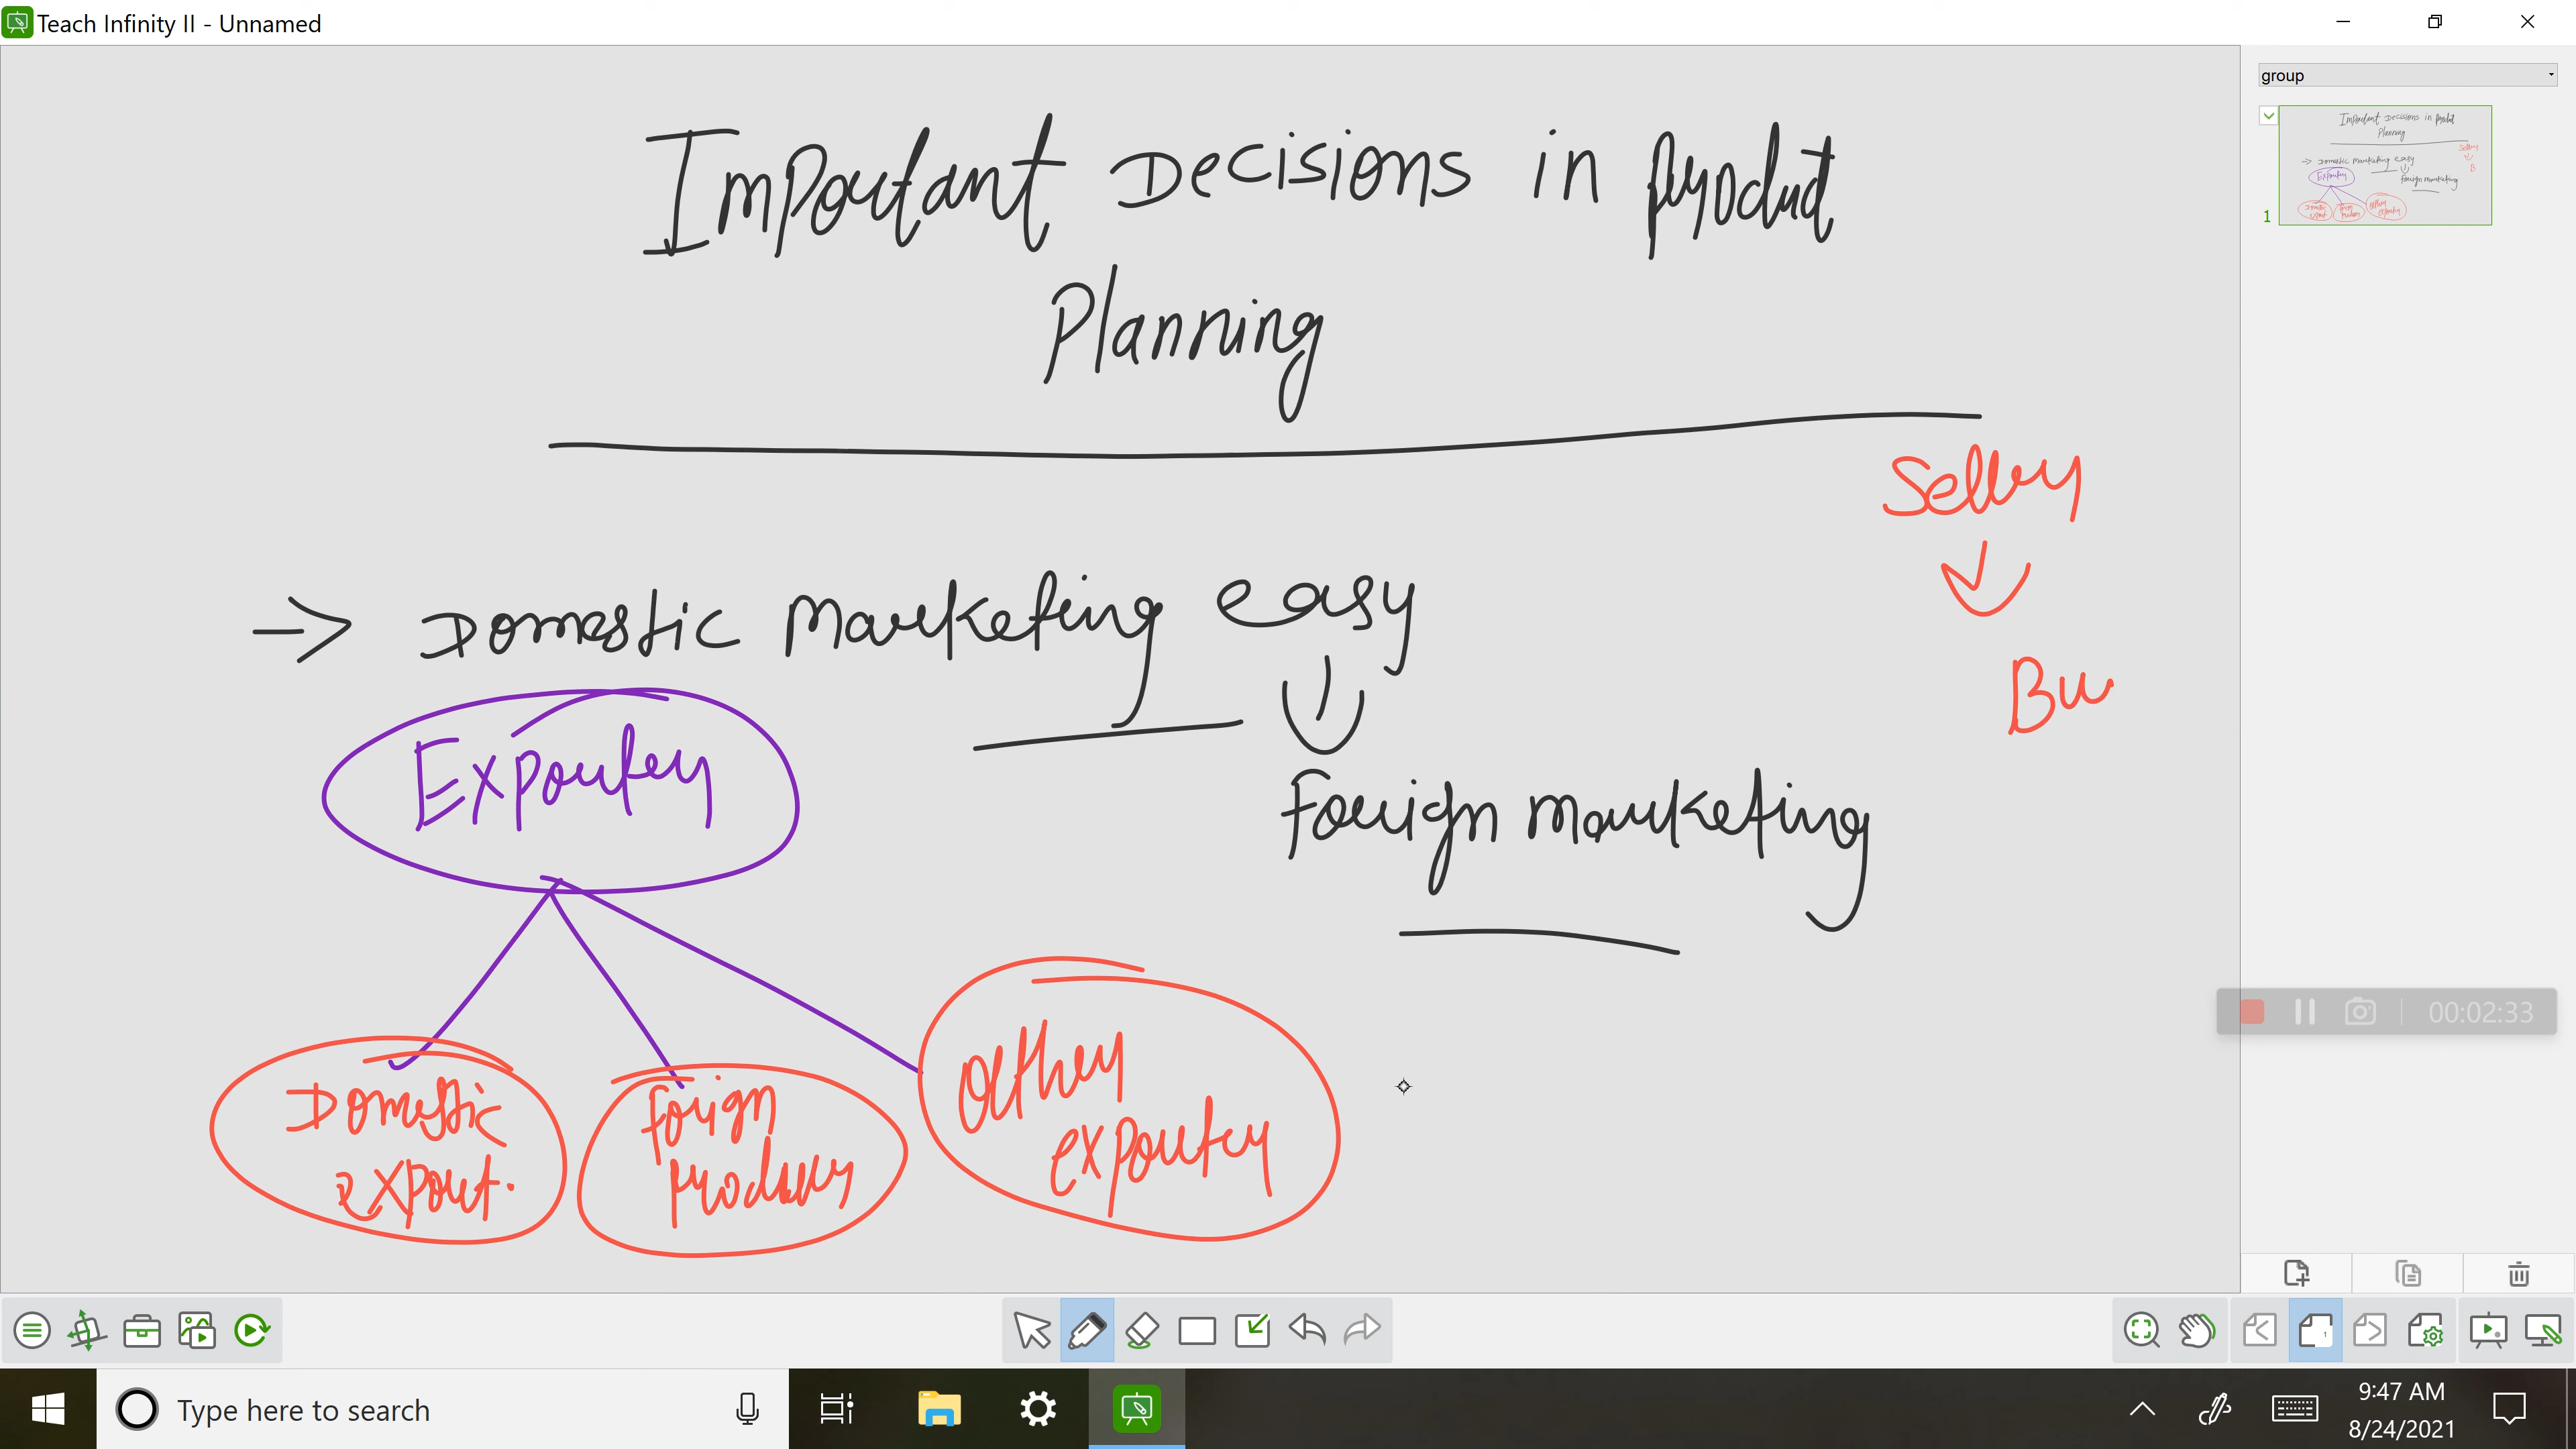 Teach Infinity II - Unnamed
group
Important Decisions in product
Planning
Seller
→ Domestic Marketing easy
Bu
Exporter
Foreign marketing
Other
exporter
Domestic
export.
foreign
producer
1
00:02:33
Type here to search
9:47 AM
8/24/2021